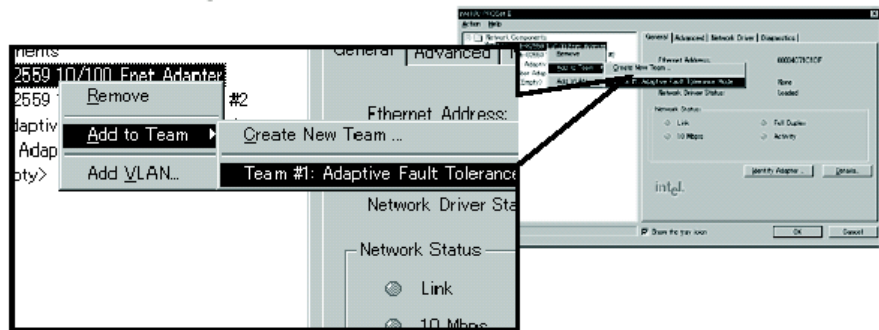 ments
2559 10/100 Enet Adapter
2559
#2
daptiv
Adap
pty>
Remove
Add to Team
Add VLAN...
Create New Team ...
Team #1: Adaptive Fault Tolerance
General Advanced
Ethernet Address:
Network Driver Sta
Network Status
Link
10 Mbps
Action Help
Network Components
Remove
Add to Team
Add VLAN
Create New Team ...
Adaptive Fault Tolerance Mode
General Advanced Network Driver Diagnostics
Ethernet Address:
None
Network Driver Status:
Loaded
Network Status
Link
Full Duplex
10 Mbps
Activity
Identify Adapter...
Details...
intel.
Show the tray icon
OK
Cancel